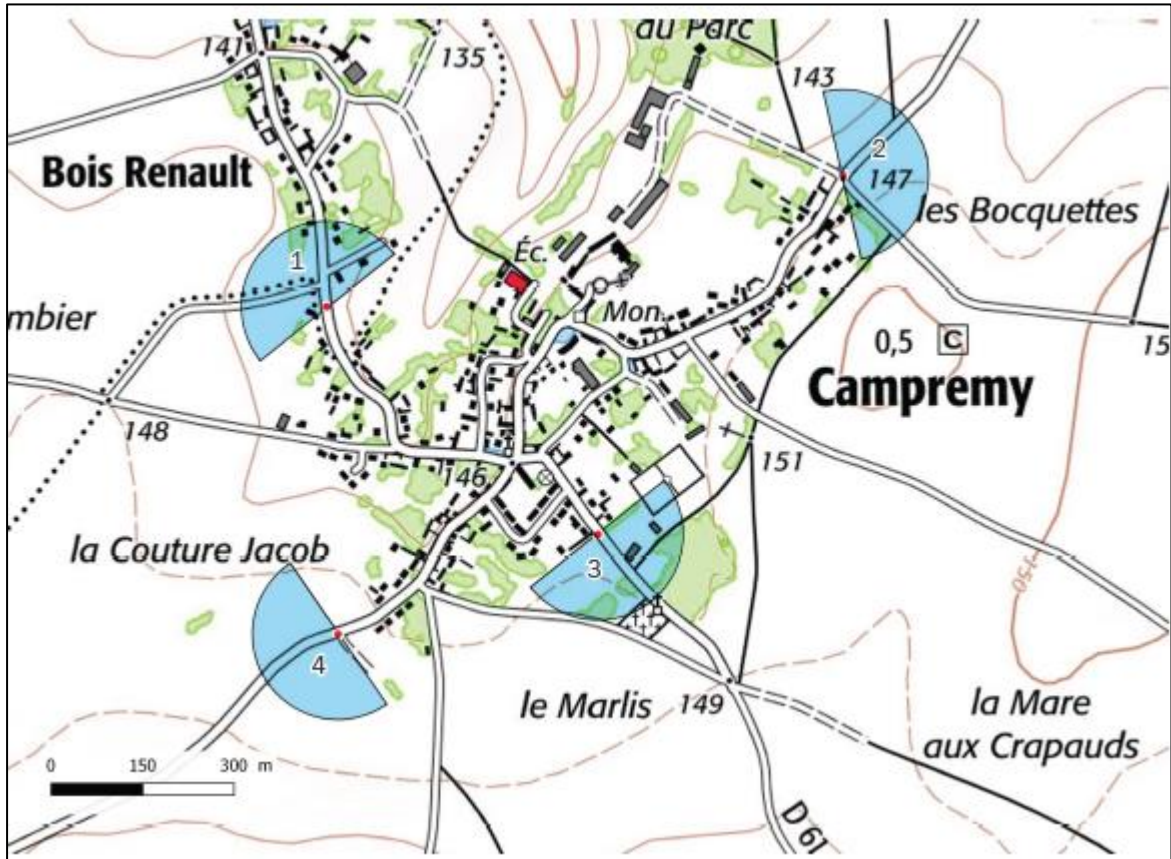 du Parc
141
135
143
2
Bois Renault
147
les Bocquettes
1
Éc.
mbier
Mon.
0,5 C
15
Campremy
148
146
151
la Couture Jacob
3
150
4
le Marlis
149
la Mare
aux Crapauds
0 150 300 m
D 61